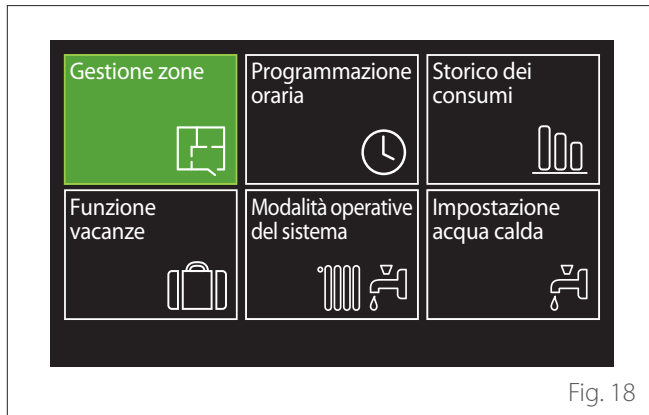 Gestione zone
Programmazione
oraria
Storico dei
consumi
Funzione
vacanze
Modalità operative
del sistema
Impostazione
acqua calda
Fig. 18